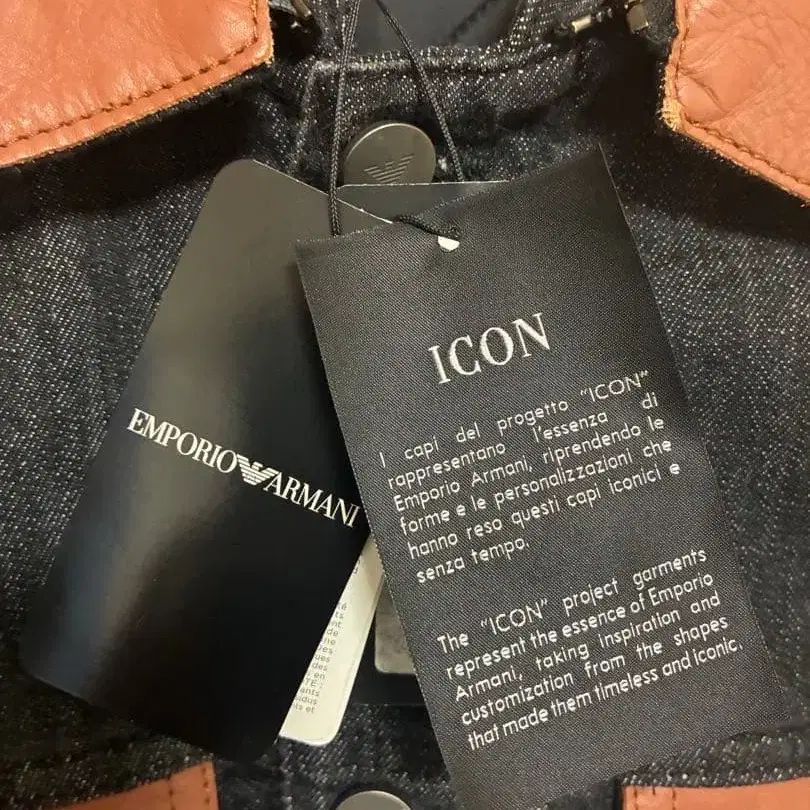 EMPORIO ARMANI
ICON
I capi del progetto "ICON"
rappresentano l'essenza di
Emporio Armani, riprendendo le
forme e le personalizzazioni che
hanno reso questi capi iconici e
senza tempo.
The "ICON" project garments
represent the essence of Emporio
Armani, taking inspiration and
customization from the shapes
that made them timeless and iconic.